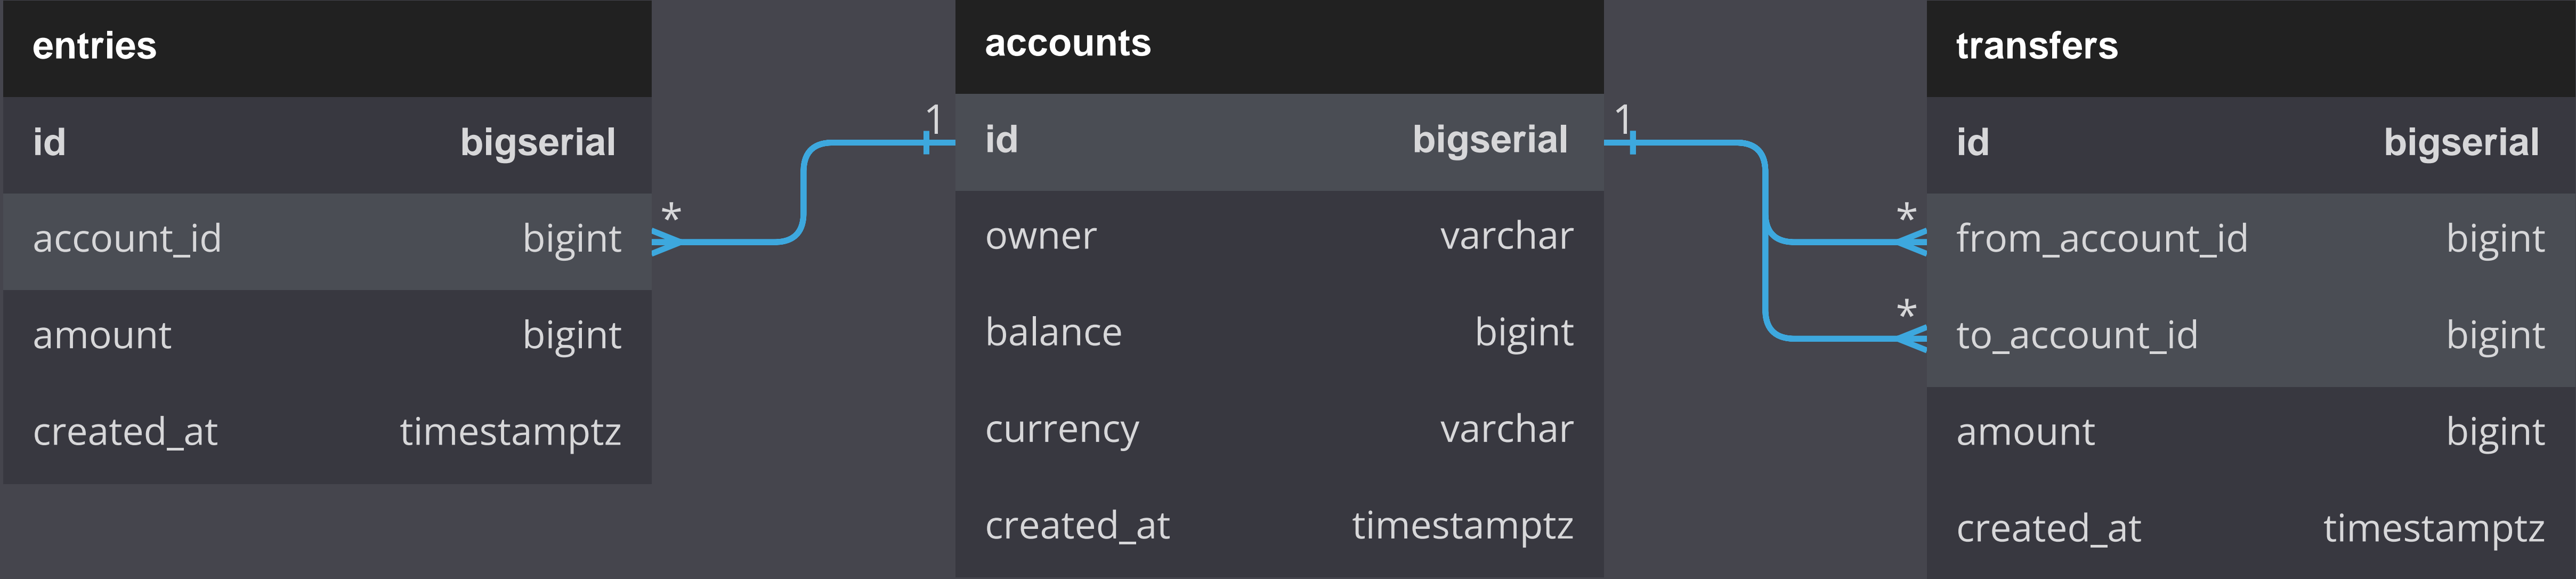 entries
id bigserial
account_id bigint
amount bigint
created_at timestamptz
*
1
accounts
id bigserial
owner varchar
balance bigint
currency varchar
created_at timestamptz
1
*
*
transfers
id bigserial
from_account_id bigint
to_account_id bigint
amount bigint
created_at timestamptz